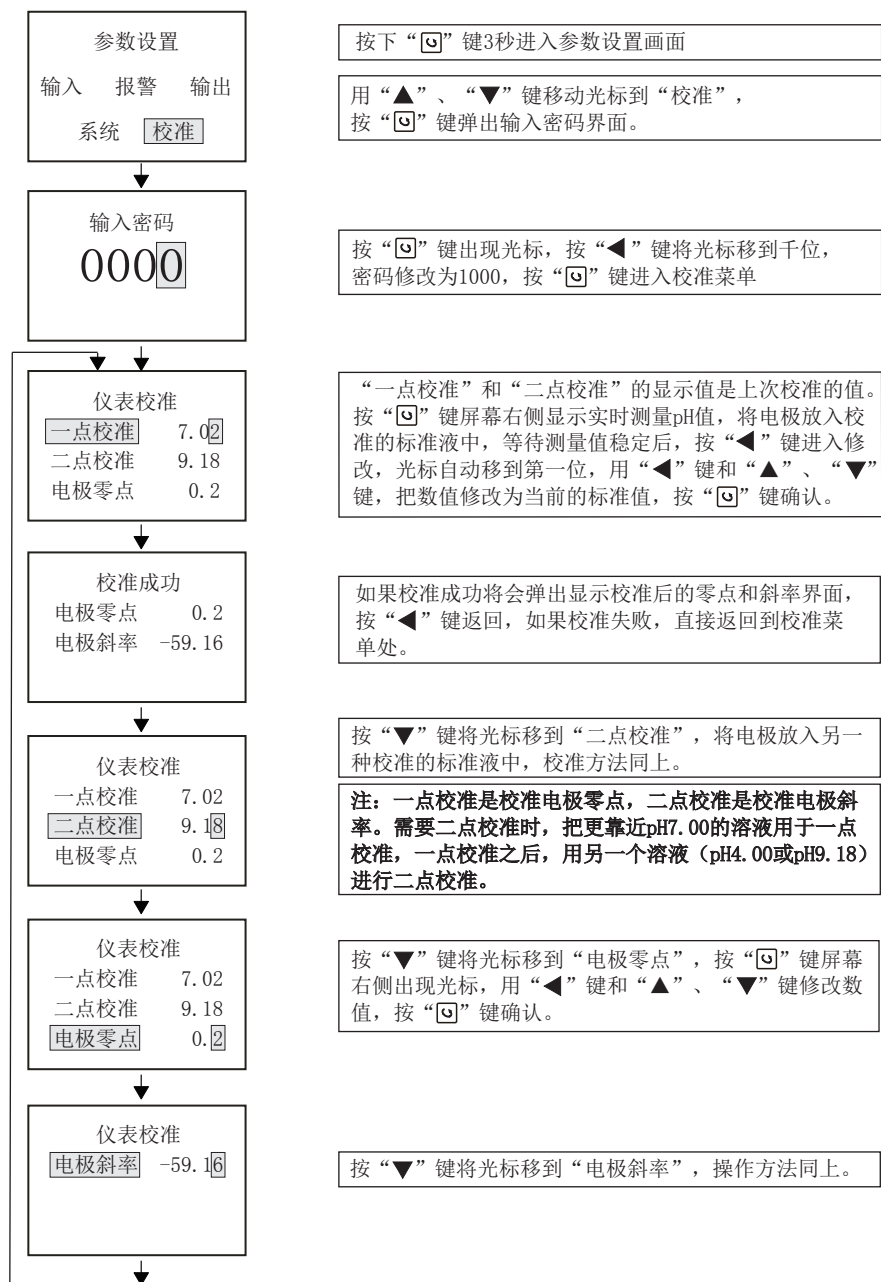 参数设置
输入 报警 输出
系统 校准
按下“”键3秒进入参数设置画面
用“▲”、“▼”键移动光标到“校准”，
按“”键弹出输入密码界面。
输入密码
0000
按“”键出现光标，按“◀”键将光标移到千位，
密码修改为1000，按“”键进入校准菜单
仪表校准
一点校准 7.02
二点校准 9.18
电极零点 0.2
“一点校准”和“二点校准”的显示值是上次校准的值。
按“”键屏幕右侧显示实时测量pH值，将电极放入校
准的标准液中，等待测量值稳定后，按“◀”键进入修
改，光标自动移到第一位，用“◀”键和“▲”、“▼”
键，把数值修改为当前的标准值，按“”键确认。
校准成功
电极零点 0.2
电极斜率 -59.16
如果校准成功将会弹出显示校准后的零点和斜率界面，
按“◀”键返回，如果校准失败，直接返回到校准菜
单处。
仪表校准
一点校准 7.02
二点校准 9.18
电极零点 0.2
按“▼”键将光标移到“二点校准”，将电极放入另一
种校准的标准液中，校准方法同上。
注：一点校准是校准电极零点，二点校准是校准电极斜
率。需要二点校准时，把更靠近pH7.00的溶液用于一点
校准，一点校准之后，用另一个溶液（pH4.00或pH9.18）
进行二点校准。
仪表校准
一点校准 7.02
二点校准 9.18
电极零点 0.2
按“▼”键将光标移到“电极零点”，按“”键屏幕
右侧出现光标，用“◀”键和“▲”、“▼”键修改数
值，按“”键确认。
仪表校准
电极斜率 -59.16
按“▼”键将光标移到“电极斜率”，操作方法同上。